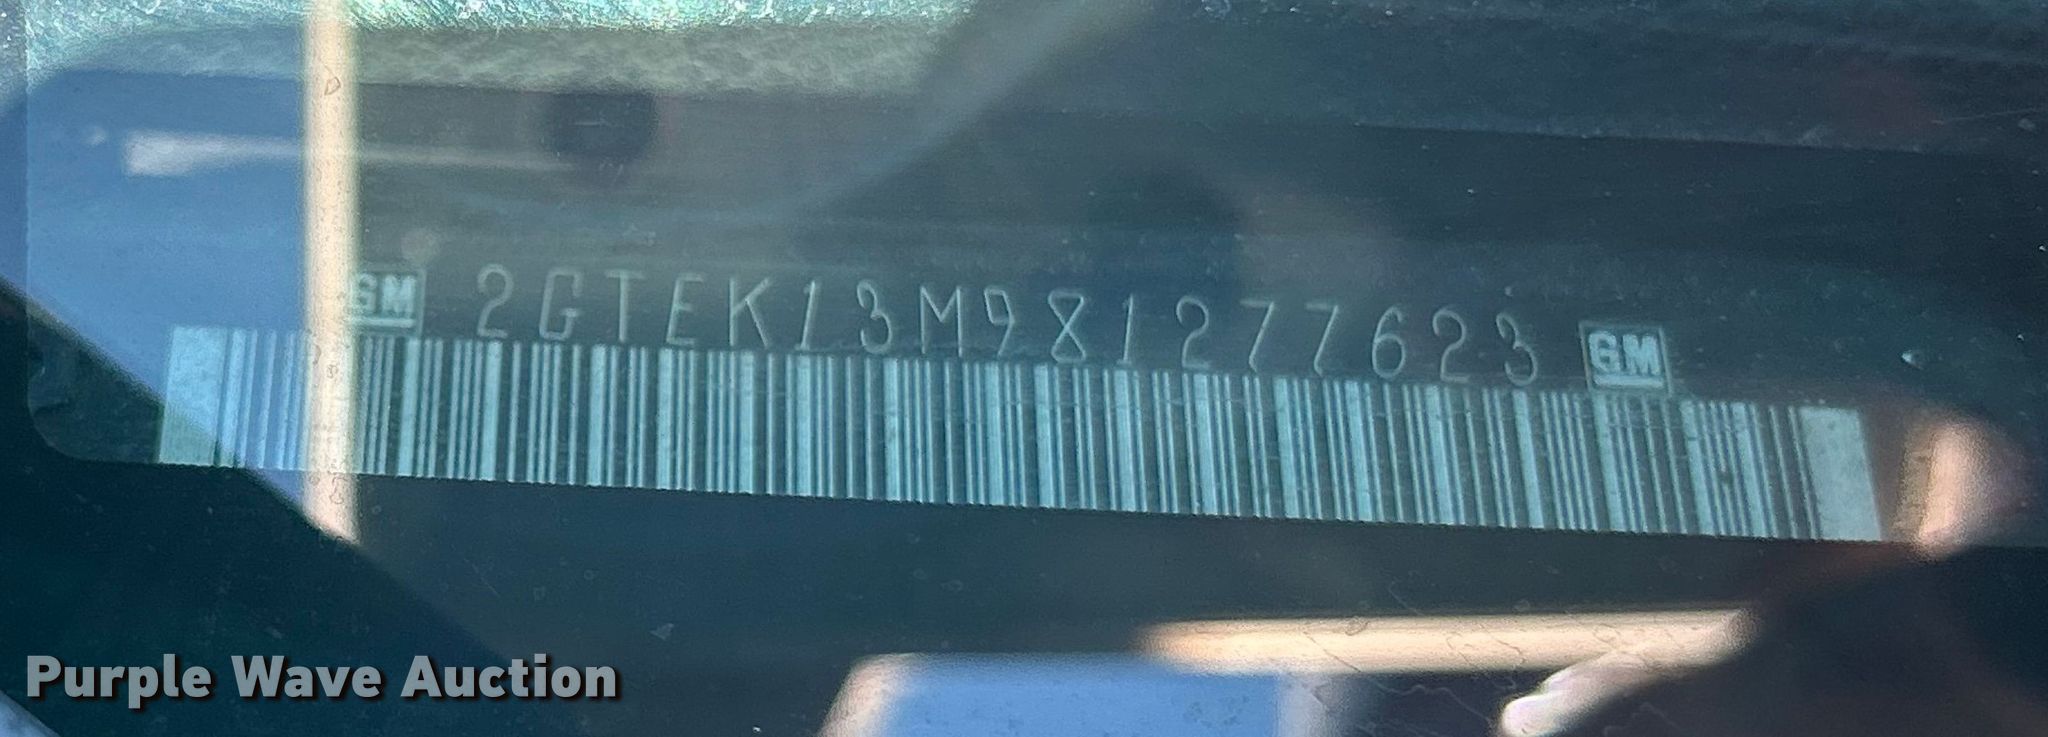 GM 2GTEK13M981277623 GM
Purple Wave Auction